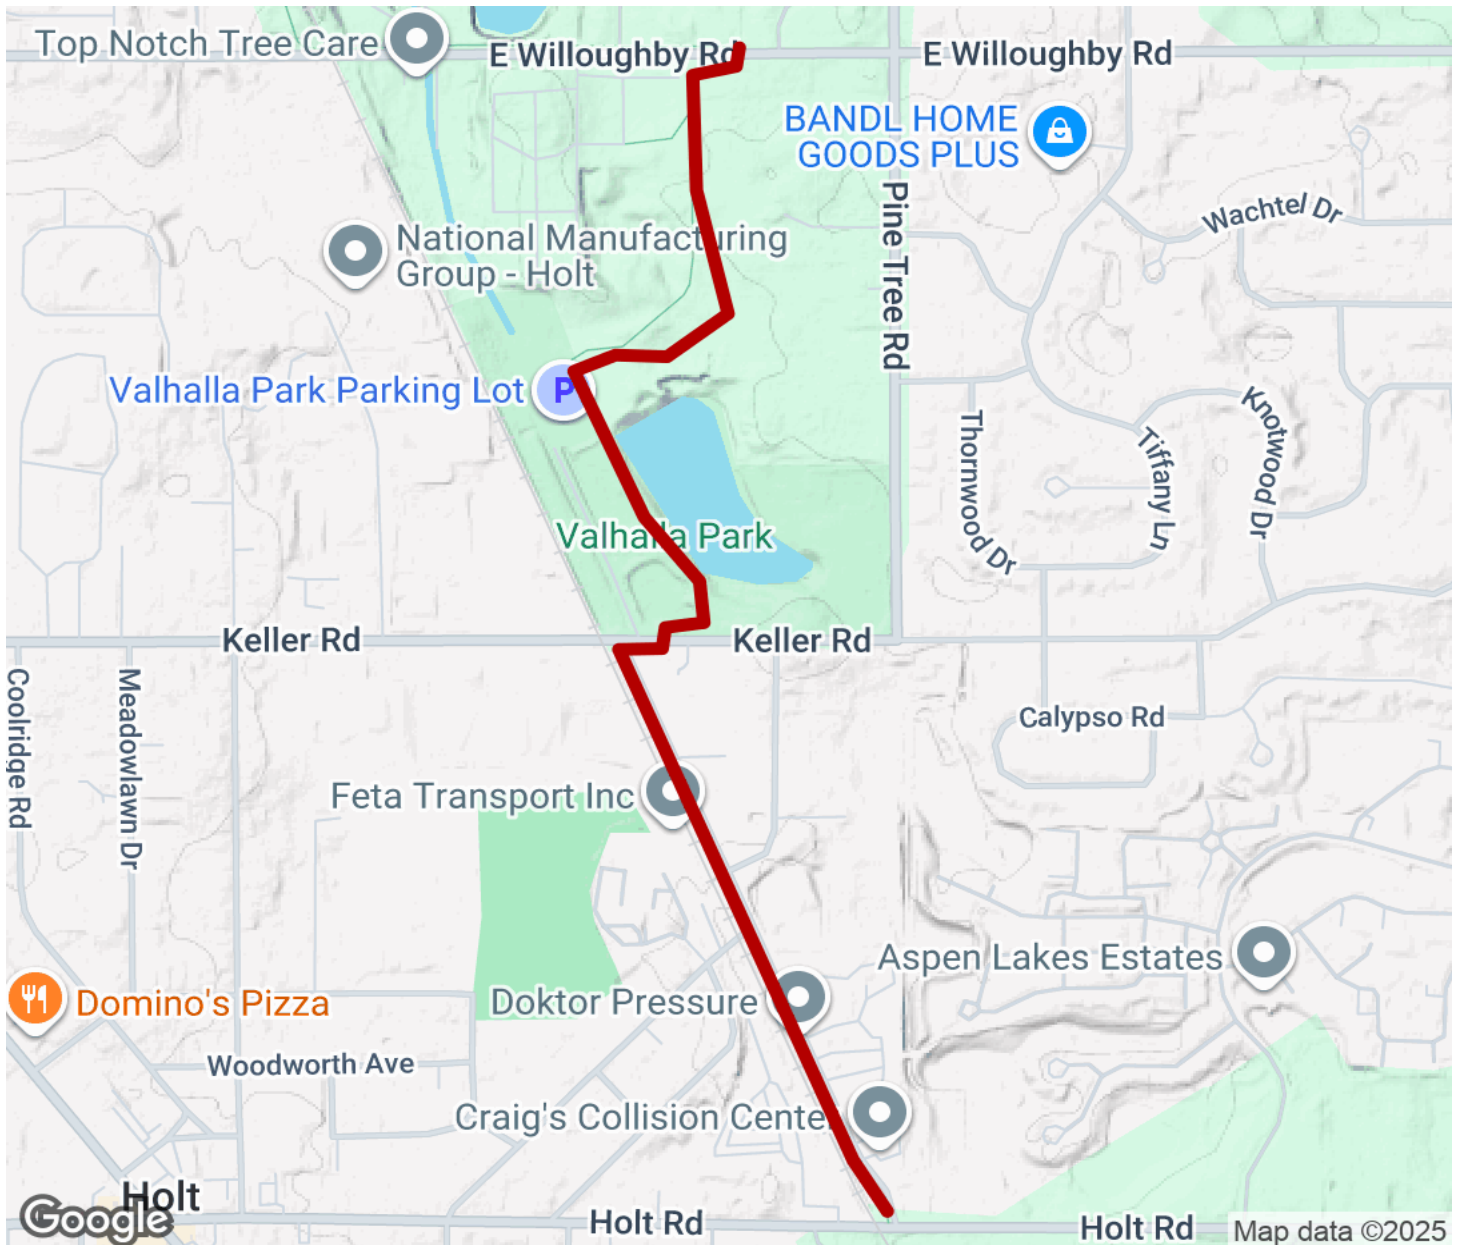 Top Notch Tree Care
E Willoughby Rd
E Willoughby Rd
BANDL HOME
GOODS PLUS
Pine Tree Rd
Wachtel Dr
National Manufacturing
Group - Holt
Valhalla Park Parking Lot
P
Thornwood Dr
Tiffany Ln
Knotwood Dr
Valhalla Park
Keller Rd
Keller Rd
Coolridge Rd
Meadowlawn Dr
Calypso Rd
Feta Transport Inc
Aspen Lakes Estates
Domino's Pizza
Doktor Pressure
Woodworth Ave
Craig's Collision Center
Holt
Google
Holt Rd
Holt Rd
Map data ©2025